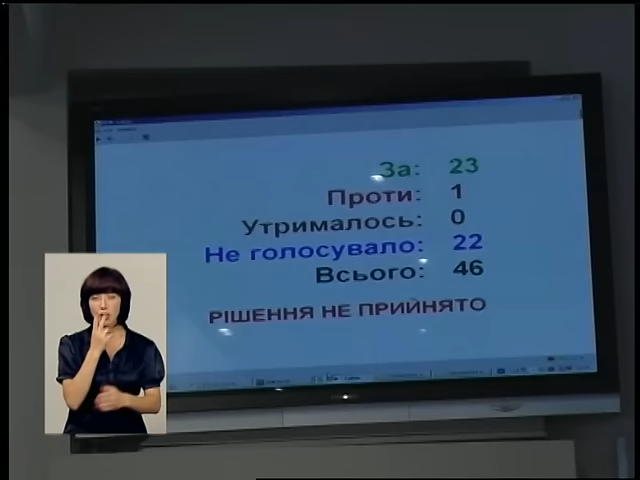 За: 23
Проти: 1
Утрималось: 0
Не голосувало: 22
Всього: 46
РІШЕННЯ НЕ ПРИЙНЯТО